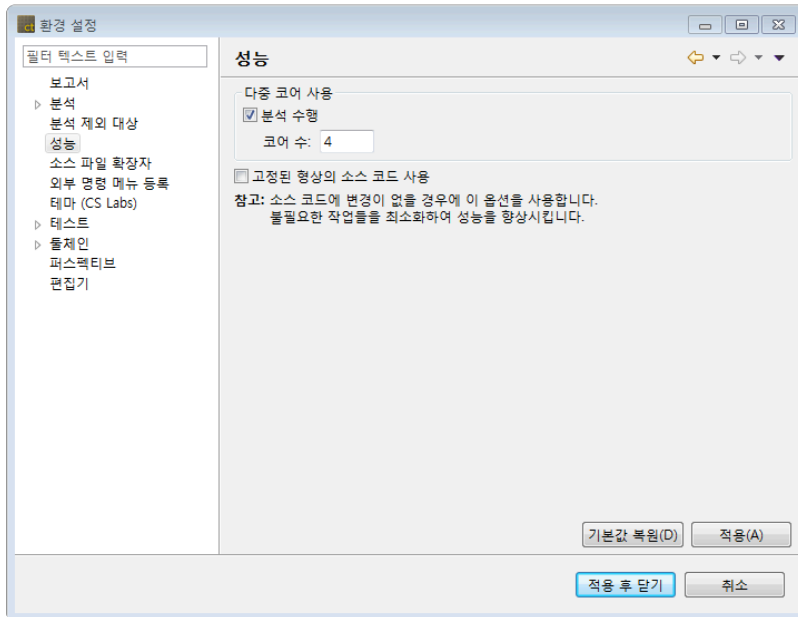 ct 환경 설정
필터 텍스트 입력
보고서
분석
분석 제외 대상
성능
소스 파일 확장자
외부 명령 메뉴 등록
테마 (CS Labs)
테스트
툴체인
퍼스펙티브
편집기
성능
다중 코어 사용
분석 수행
코어 수: 4
고정된 형상의 소스 코드 사용
참고: 소스 코드에 변경이 없을 경우에 이 옵션을 사용합니다.
불필요한 작업들을 최소화하여 성능을 향상시킵니다.
기본값 복원(D) 적용(A)
적용 후 닫기 취소